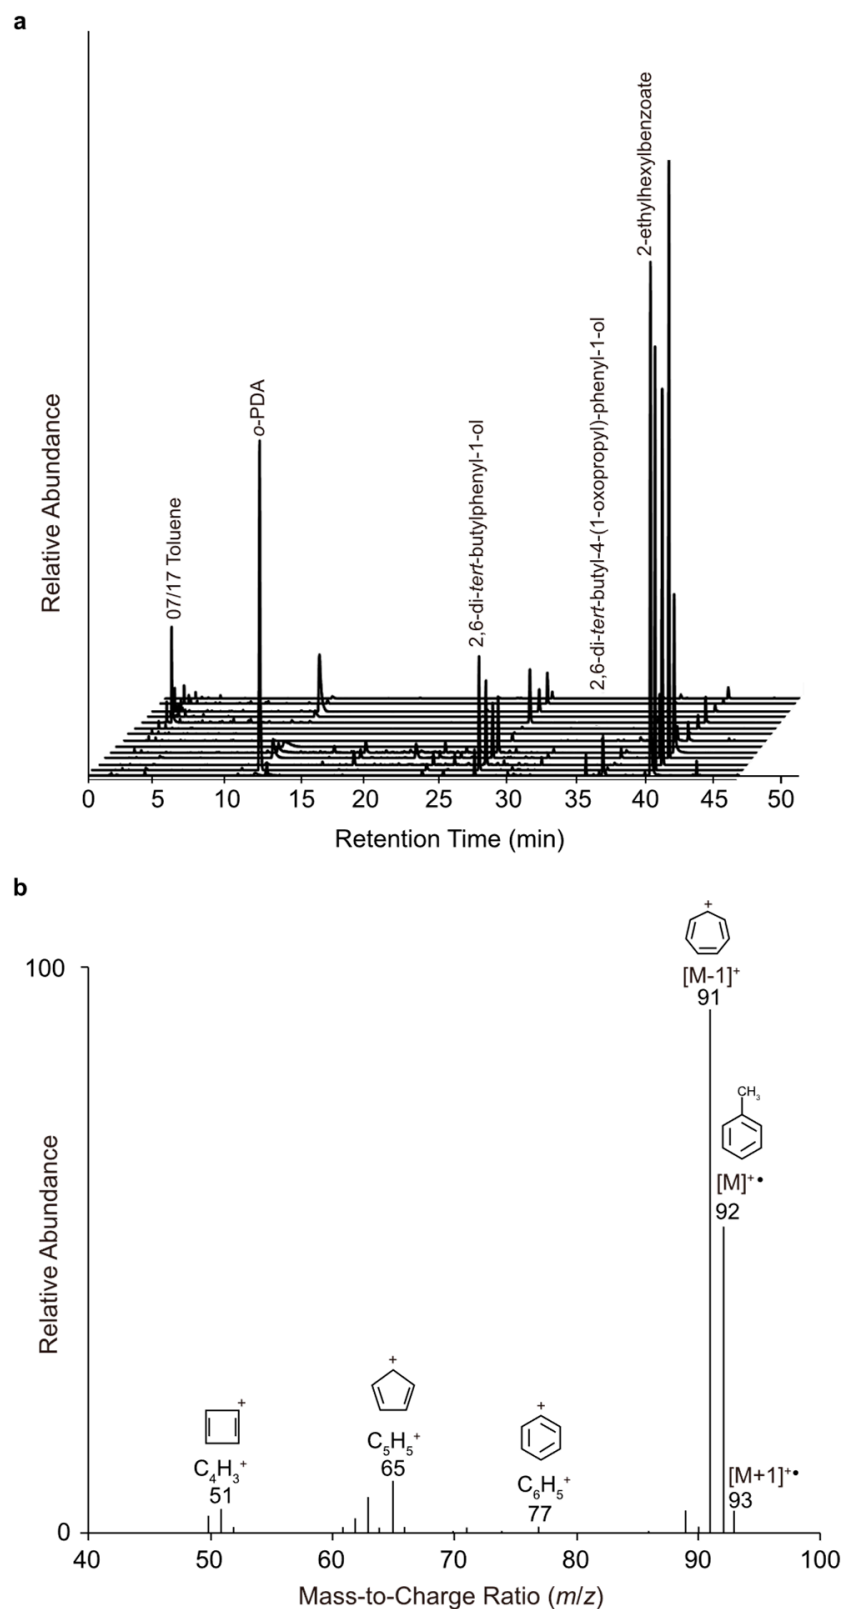 a
2-ethylhexylbenzoate
2,6-di-tert-butyl-4-(1-oxopropyl)-phenyl-1-ol
o-PDA
2,6-di-tert-butylphenyl-1-ol
07/17 Toluene
Relative Abundance
0 5 10 15 20 25 30 35 40 45 50
Retention Time (min)
b
+
[M-1]+
91
100
CH3
[M]+•
92
Relative Abundance
+
+
+
C4H3+
51
C5H5+
65
C6H5+
77
[M+1]+•
93
0
40 50 60 70 80 90 100
Mass-to-Charge Ratio (m/z)